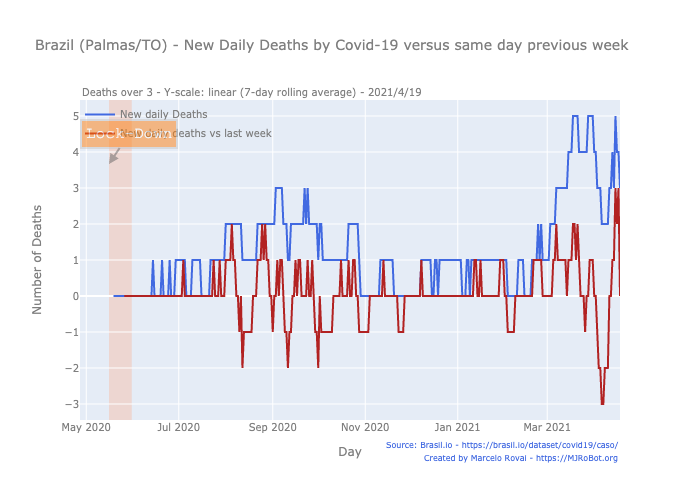 Brazil (Palmas/TO) - New Daily Deaths by Covid-19 versus same day previous week
Deaths over 3 - Y-scale: linear (7-day rolling average) - 2021/4/19
New daily Deaths
Lock Down
deaths vs last week
Number of Deaths
5
4
3
2
1
0
−1
−2
−3
May 2020
Jul 2020
Sep 2020
Nov 2020
Jan 2021
Mar 2021
Day
Source: Brasil.io - https://brasil.io/dataset/covid19/caso/
Created by Marcelo Rovai - https://MJRoBot.org